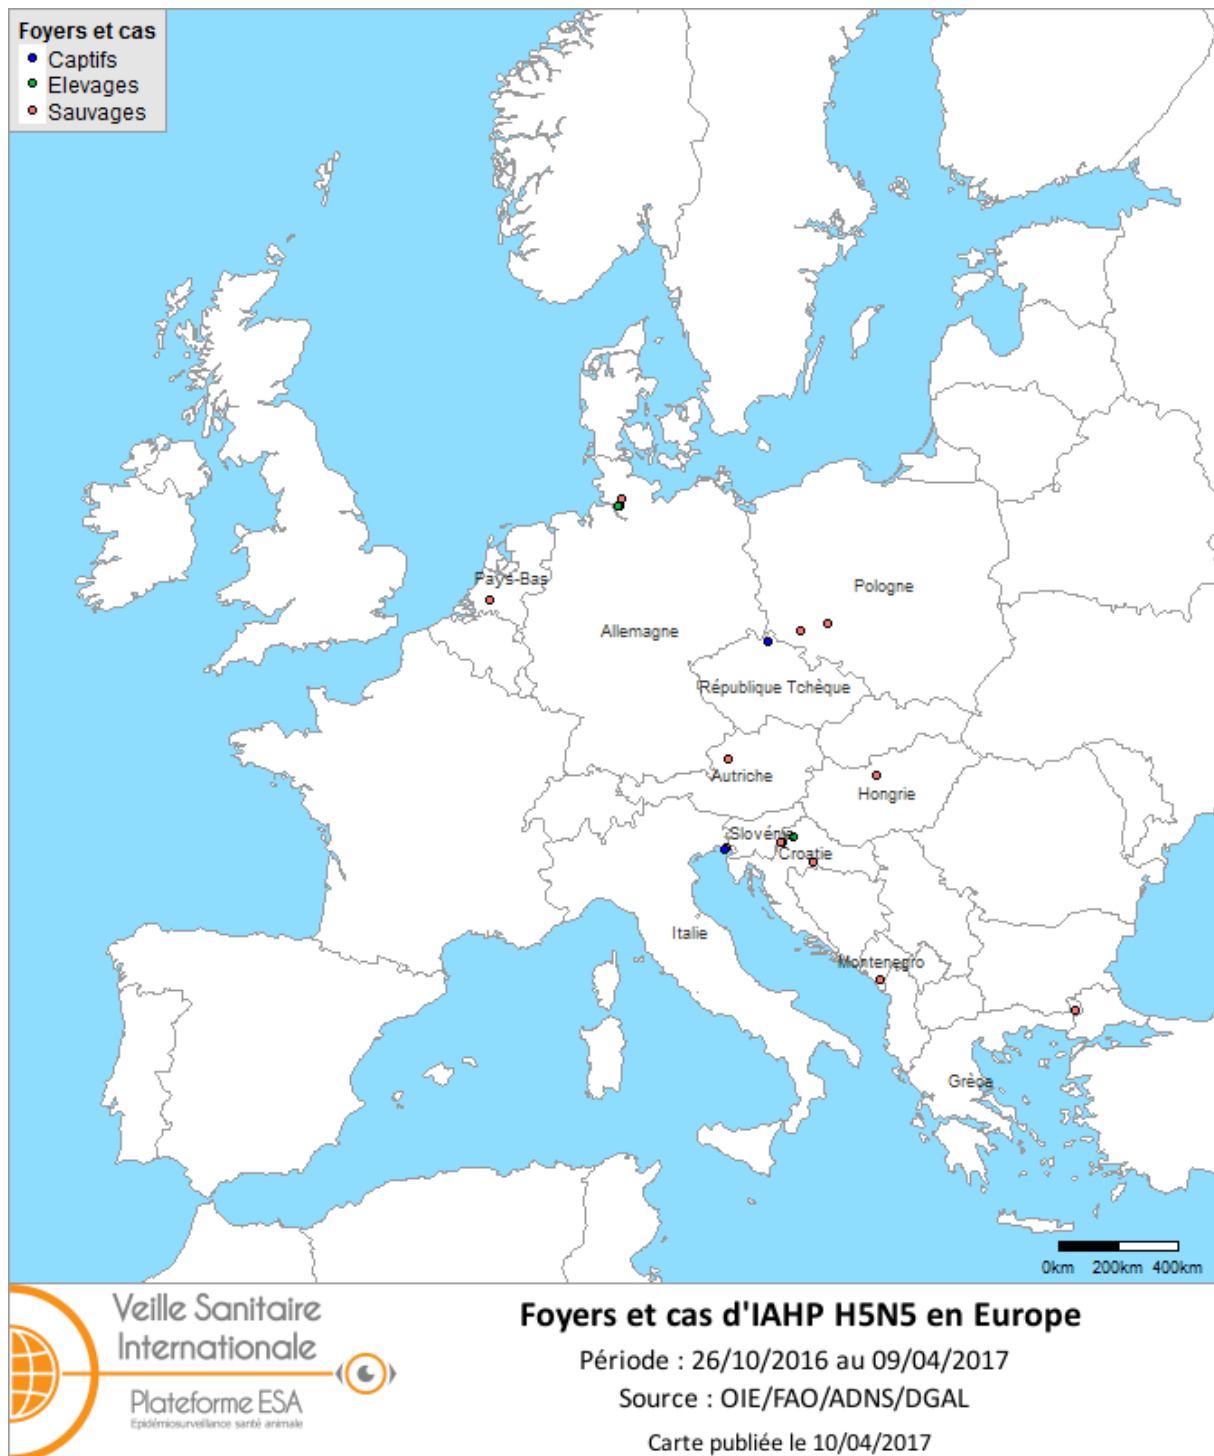 Foyers et cas
Captifs
Elevages
Sauvages
Pays-Bas
Pologne
Allemagne
République Tchèque
Autriche
Hongrie
Slovénie
Croatie
Italie
Montenegro
Grèce
0km 200km 400km
Veille Sanitaire
Internationale
Plateforme ESA
Epidémiosurveillance santé animale
Foyers et cas d'IAHP H5N5 en Europe
Période : 26/10/2016 au 09/04/2017
Source : OIE/FAO/ADNS/DGAL
Carte publiée le 10/04/2017